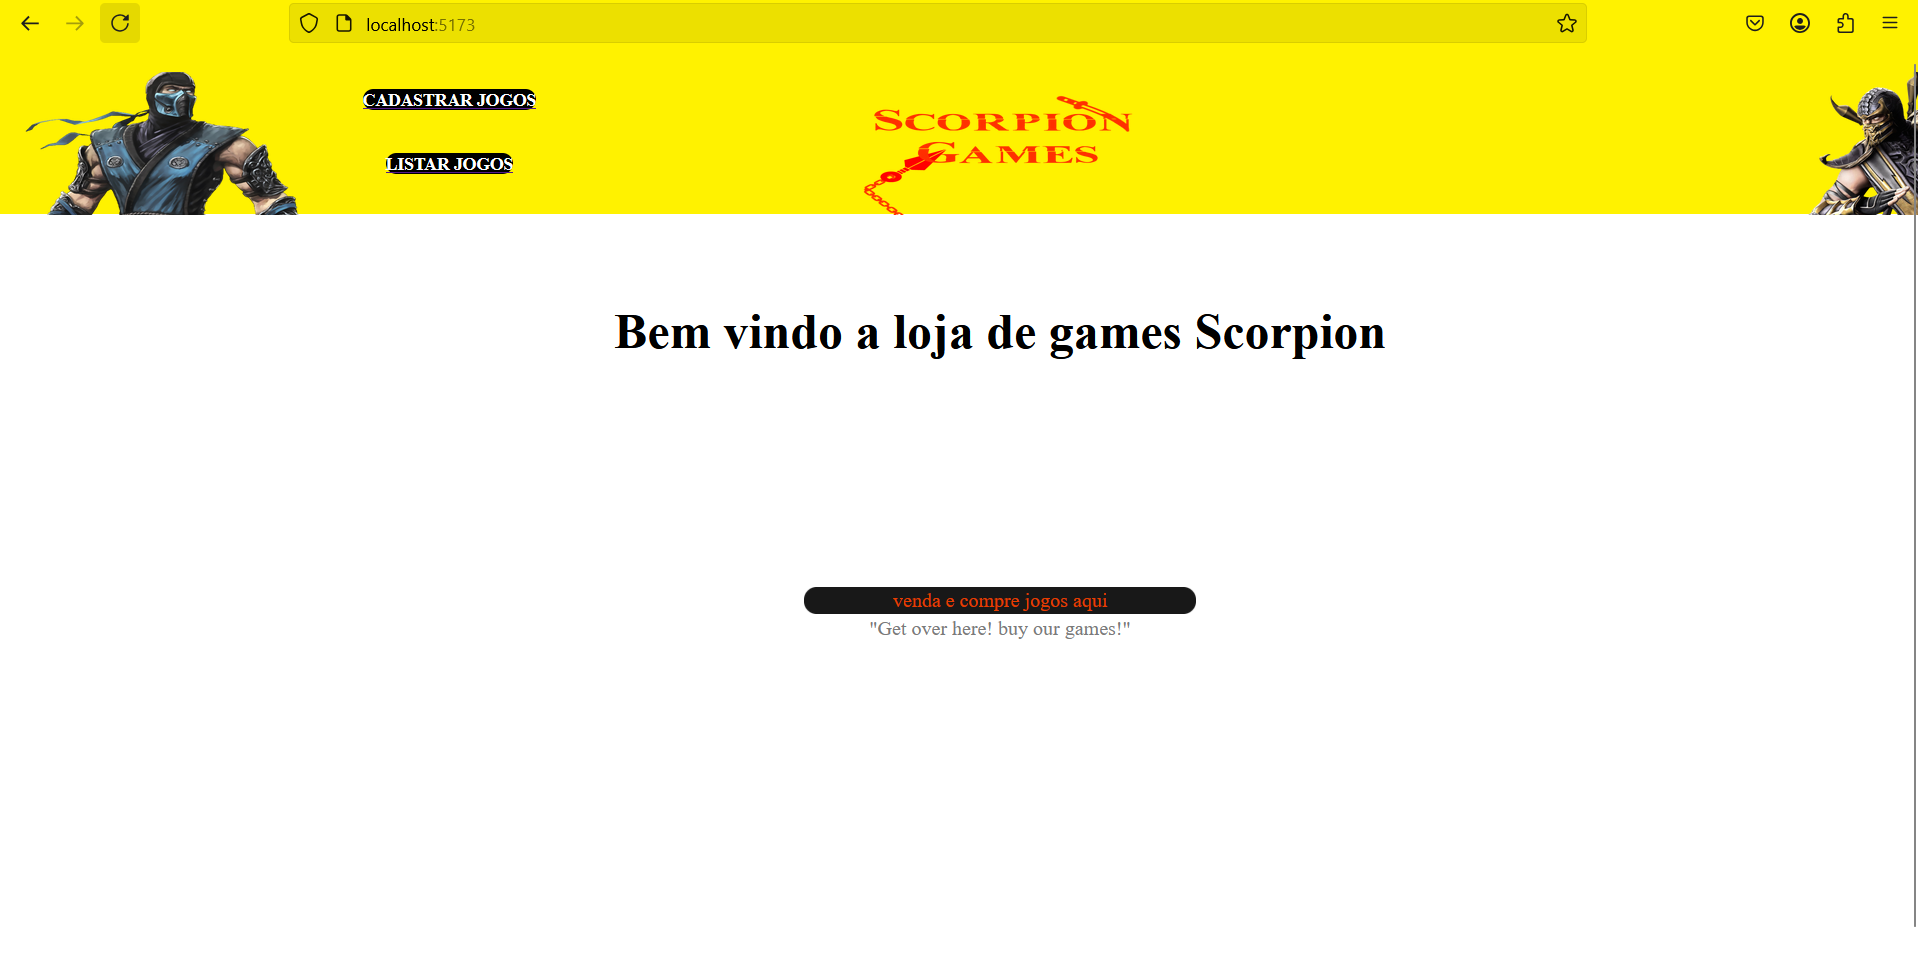 localhost:5173
CADASTRAR JOGOS
LISTAR JOGOS
SCORPION
GAMES
Bem vindo a loja de games Scorpion
venda e compre jogos aqui
"Get over here! buy our games!"